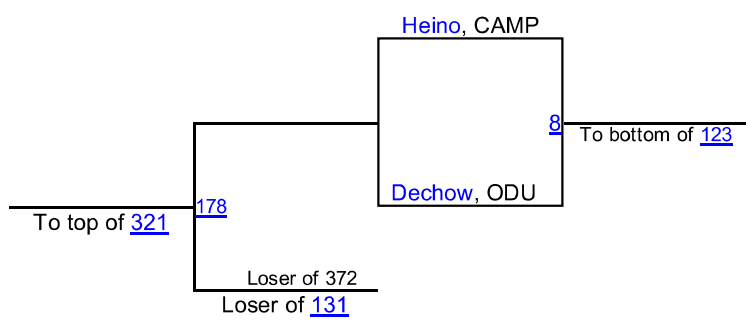 Heino, CAMP
8
To bottom of 123
Dechow, ODU
178
To top of 321
Loser of 372
Loser of 131